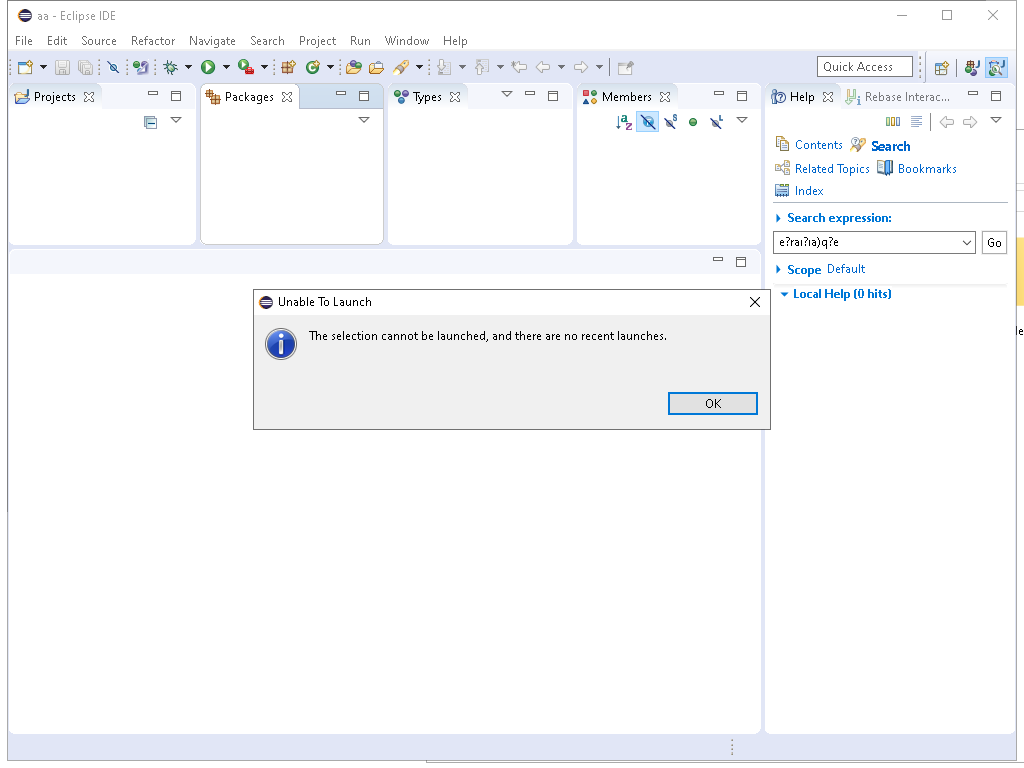 aa - Eclipse IDE
File Edit Source Refactor Navigate Search Project Run Window Help
Quick Access
Projects Packages Types Members Help Rebase Interac...
Contents Search
Related Topics Bookmarks
Index
Search expression:
e?raı?ıa)q?e Go
Scope Default
Local Help (0 hits)
Unable To Launch
The selection cannot be launched, and there are no recent launches.
OK